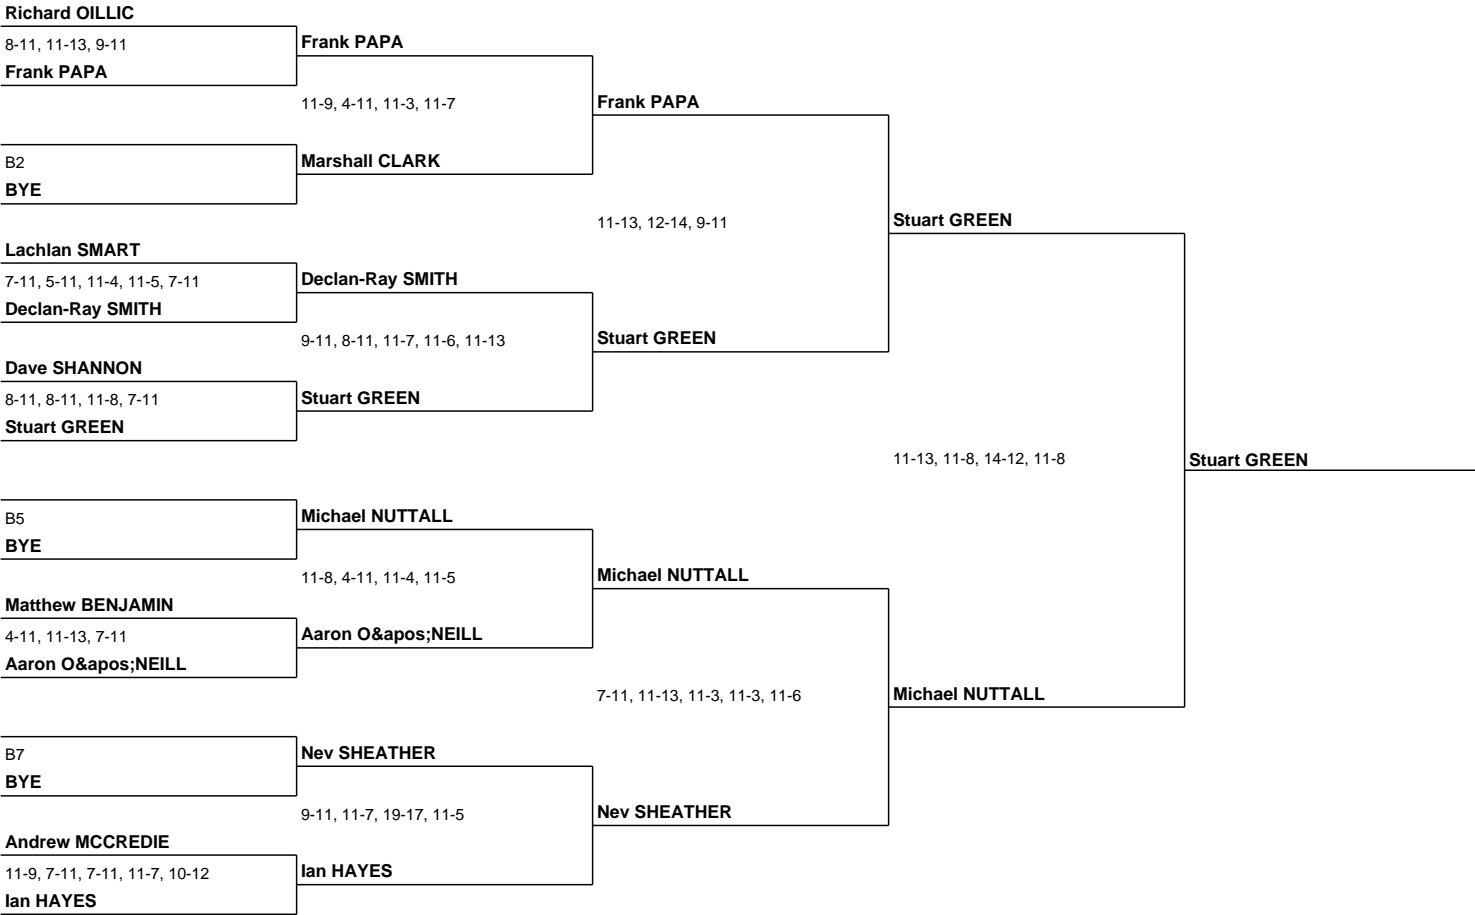 Richard OILLIC
8-11, 11-13, 9-11
Frank PAPA
B2
BYE
Lachlan SMART
7-11, 5-11, 11-4, 11-5, 7-11
Declan-Ray SMITH
Dave SHANNON
8-11, 8-11, 11-8, 7-11
Stuart GREEN
B5
BYE
Matthew BENJAMIN
4-11, 11-13, 7-11
Aaron O&apos;NEILL
B7
BYE
Andrew MCCREDIE
11-9, 7-11, 7-11, 11-7, 10-12
Ian HAYES
Frank PAPA
11-9, 4-11, 11-3, 11-7
Marshall CLARK
Declan-Ray SMITH
9-11, 8-11, 11-7, 11-6, 11-13
Stuart GREEN
Michael NUTTALL
11-8, 4-11, 11-4, 11-5
Aaron O&apos;NEILL
Nev SHEATHER
9-11, 11-7, 19-17, 11-5
Ian HAYES
Frank PAPA
11-13, 12-14, 9-11
Stuart GREEN
Michael NUTTALL
7-11, 11-13, 11-3, 11-3, 11-6
Nev SHEATHER
Stuart GREEN
11-13, 11-8, 14-12, 11-8
Michael NUTTALL
Stuart GREEN